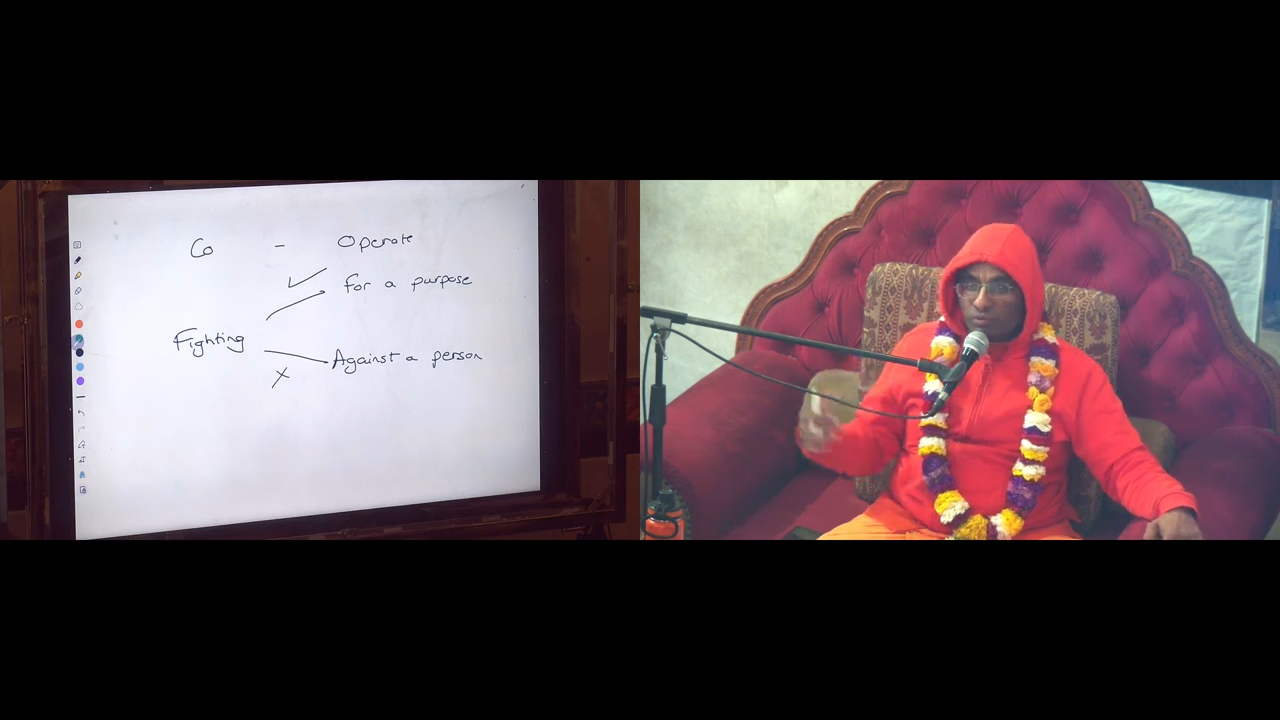 Co - Operate
✓ for a purpose
Fighting
✗ Against a person